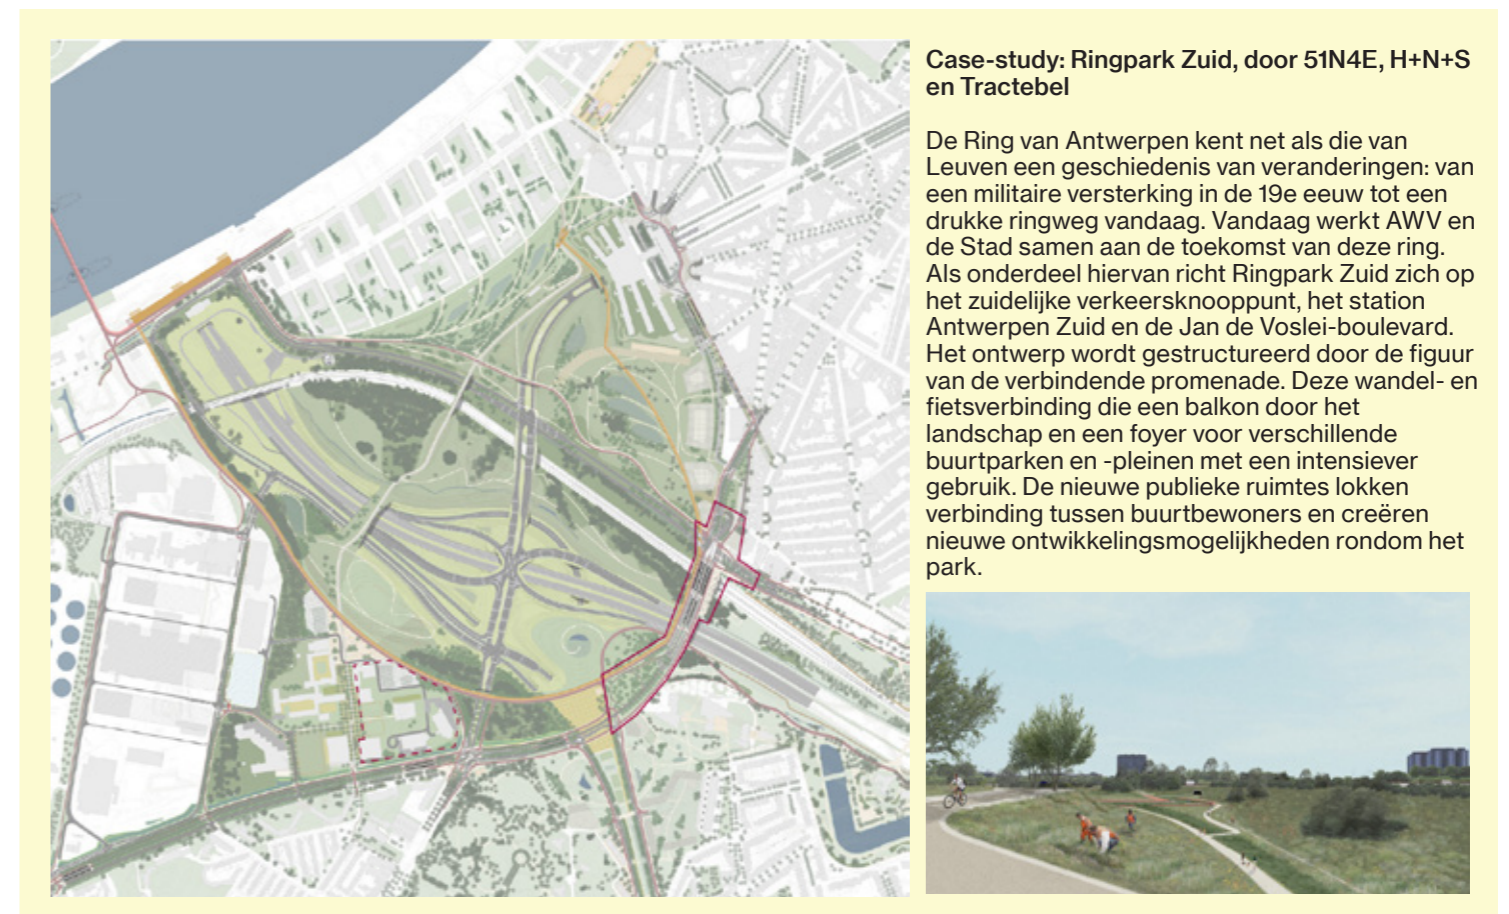 Case-study: Ringpark Zuid, door 51N4E, H+N+S
en Tractebel
De Ring van Antwerpen kent net als die van
Leuven een geschiedenis van veranderingen: van
een militaire versterking in de 19e eeuw tot een
drukke ringweg vandaag. Vandaag werkt AWV en
de Stad samen aan de toekomst van deze ring.
Als onderdeel hiervan richt Ringpark Zuid zich op
het zuidelijke verkeersknooppunt, het station
Antwerpen Zuid en de Jan de Voslei-boulevard.
Het ontwerp wordt gestructureerd door de figuur
van de verbindende promenade. Deze wandel- en
fietsverbinding die een balkon door het
landschap en een foyer voor verschillende
buurtparken en -pleinen met een intensiever
gebruik. De nieuwe publieke ruimtes lokken
verbinding tussen buurtbewoners en creëren
nieuwe ontwikkelingsmogelijkheden rondom het
park.